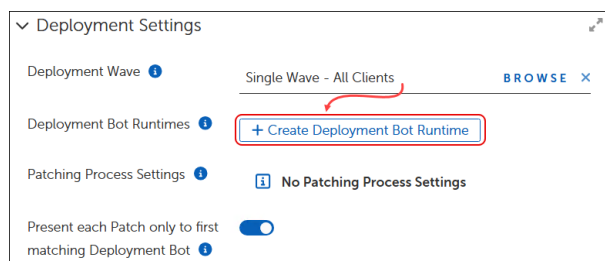 Deployment Settings
Deployment Wave i
Single Wave - All Clients BROWSE ×
Deployment Bot Runtimes i
+ Create Deployment Bot Runtime
Patching Process Settings i
i No Patching Process Settings
Present each Patch only to first
matching Deployment Bot i